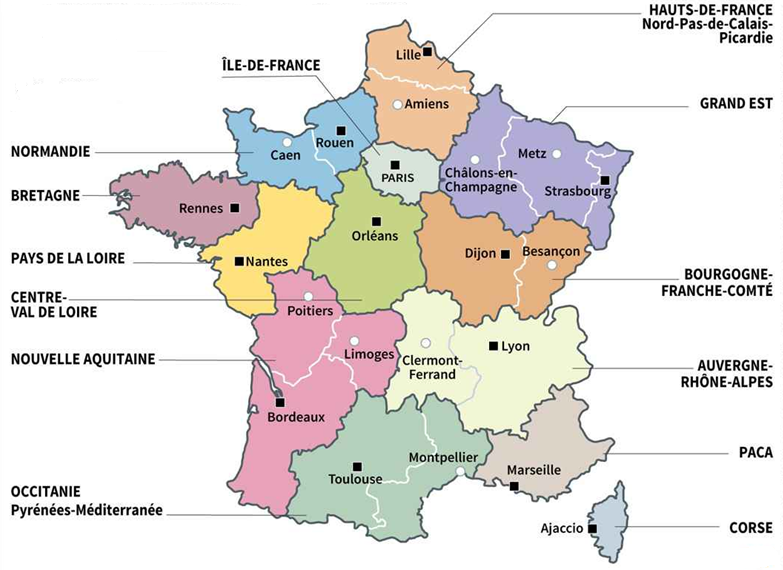 HAUTS-DE-FRANCE
Nord-Pas-de-Calais-
Picardie
Lille
ÎLE-DE-FRANCE
Amiens
GRAND EST
NORMANDIE
Caen
Rouen
PARIS
Châlons-en-
Champagne
Metz
Strasbourg
BRETAGNE
Rennes
Orléans
PAYS DE LA LOIRE
Nantes
Dijon
Besançon
BOURGOGNE-
FRANCHE-COMTÉ
CENTRE-
VAL DE LOIRE
Poitiers
NOUVELLE AQUITAINE
Limoges
Clermont-
Ferrand
Lyon
AUVERGNE-
RHÔNE-ALPES
Bordeaux
Montpellier
Marseille
PACA
Toulouse
OCCITANIE
Pyrénées-Méditerranée
Ajaccio
CORSE